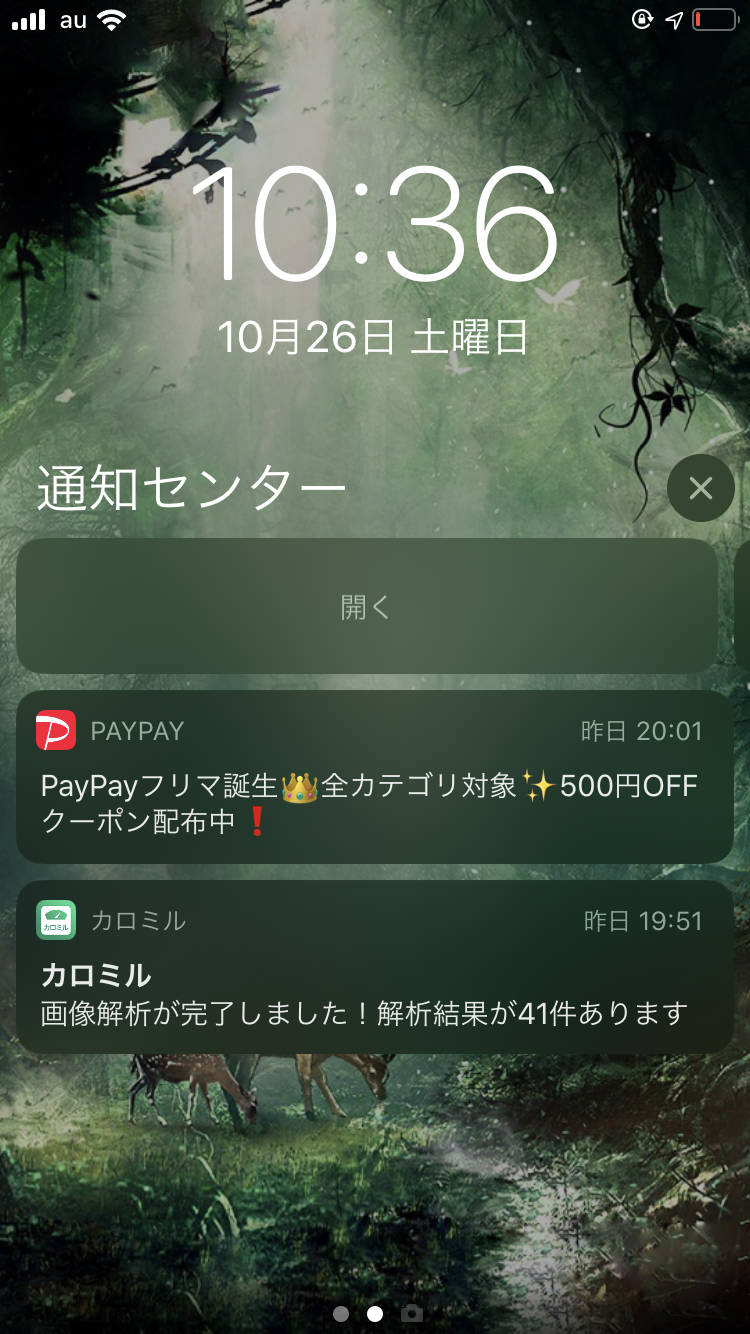 au
10:36
10月26日 土曜日
通知センター
開く
PAYPAY
昨日 20:01
PayPayフリマ誕生👑全カテゴリ対象✨500円OFF
クーポン配布中❗
カロミル
カロミル
昨日 19:51
カロミル
画像解析が完了しました！解析結果が41件あります